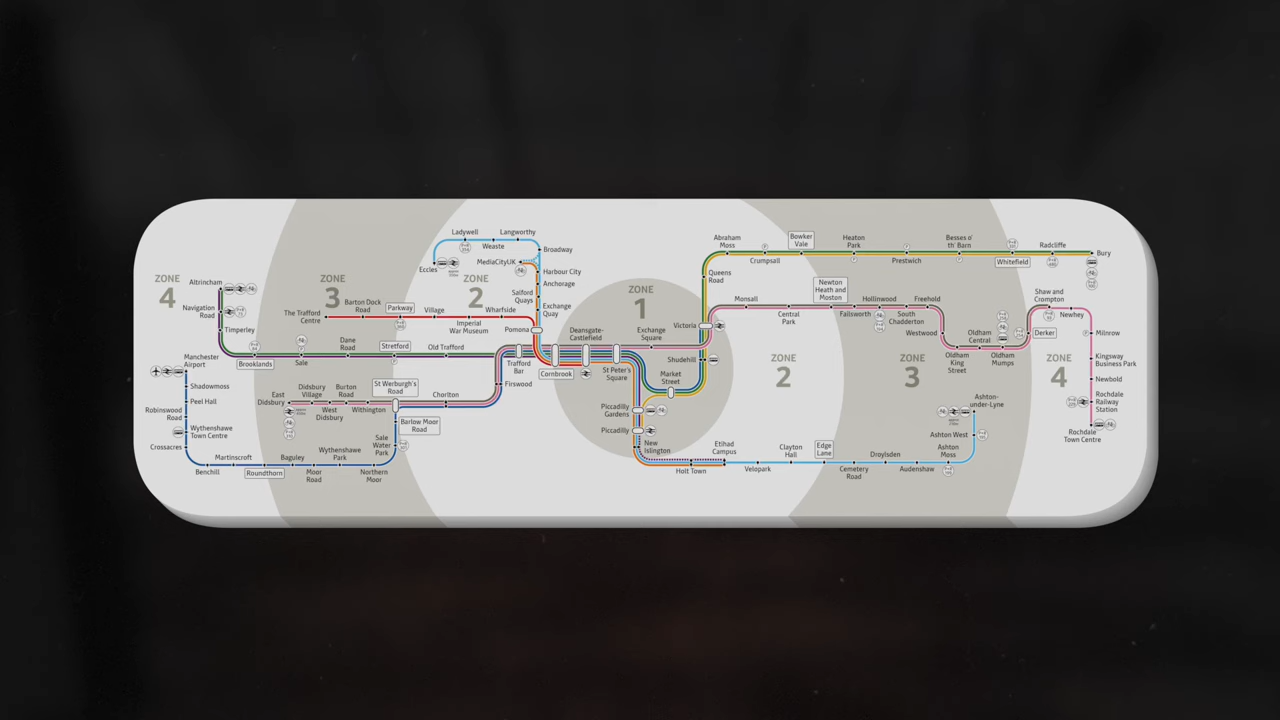 ZONE
4
Altrincham
Navigation
Road
Timperley
Manchester
Airport
Shadowmoss
Peel Hall
Robinswood
Road
Wythenshawe
Town Centre
Crossacres
Benchill
Martinscroft
Roundthorn
Baguley
Moor
Road
Wythenshawe
Park
Northern
Moor
Sale
Water
Park
Barlow Moor
Road
St Werburgh's
Road
ZONE
3
The Trafford
Centre
Barton Dock
Road
Parkway
Village
Imperial
War Museum
Wharfside
Pomona
Brooklands
Sale
Dane
Road
Stretford
Old Trafford
East
Didsbury
Didsbury
Village
West
Didsbury
Burton
Road
Withington
Chorlton
Firswood
Trafford
Bar
Cornbrook
Eccles
Ladywell
Weaste
Langworthy
Broadway
MediaCityUK
Harbour City
Anchorage
Salford
Quays
Exchange
Quay
ZONE
2
ZONE
1
Deansgate-
Castlefield
St Peter's
Square
Exchange
Square
Victoria
Shudehill
Market
Street
Piccadilly
Gardens
Piccadilly
New
Islington
Holt Town
Etihad
Campus
Velopark
Clayton
Hall
Edge
Lane
Cemetery
Road
Droylsden
Audenshaw
Ashton
Moss
Ashton West
Ashton-
under-Lyne
Queens
Road
Abraham
Moss
Crumpsall
Bowker
Vale
Heaton
Park
Prestwich
Besses o'
th' Barn
Whitefield
Radcliffe
Bury
Monsall
Central
Park
Newton
Heath and
Moston
Failsworth
Hollinwood
South
Chadderton
Freehold
Westwood
Oldham
King
Street
Oldham
Central
Oldham
Mumps
Derker
Shaw and
Crompton
Newhey
Milnrow
Kingsway
Business Park
Newbold
Rochdale
Railway
Station
Rochdale
Town Centre
ZONE
2
ZONE
3
ZONE
4